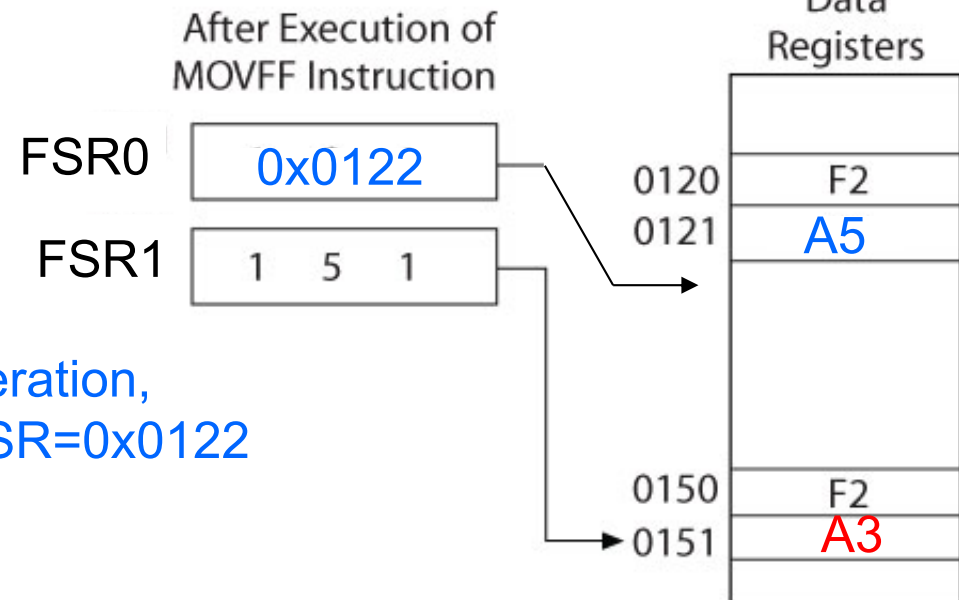 After Execution of
MOVFF Instruction
Data
Registers
FSR0
0x0122
FSR1
1 5 1
0120 F2
0121 A5
eration,
SR=0x0122
0150 F2
0151 A3